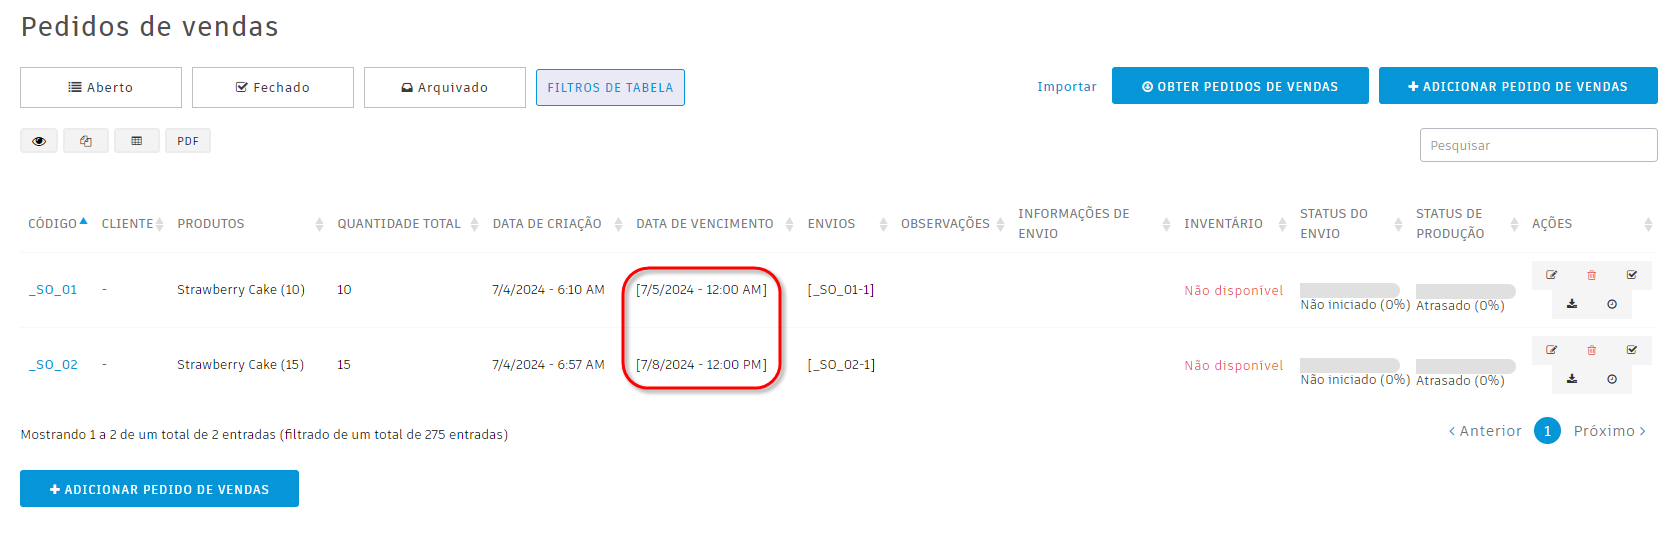 Pedidos de vendas
Aberto Fechado Arquivado FILTROS DE TABELA Importar OBTER PEDIDOS DE VENDAS ADICIONAR PEDIDO DE VENDAS
PDF Pesquisar
CÓDIGO CLIENTE PRODUTOS QUANTIDADE TOTAL DATA DE CRIAÇÃO DATA DE VENCIMENTO ENVIOS OBSERVAÇÕES INFORMAÇÕES DE ENVIO INVENTÁRIO STATUS DO ENVIO STATUS DE PRODUÇÃO AÇÕES
_SO_01 - Strawberry Cake (10) 10 7/4/2024 - 6:10 AM [7/5/2024 - 12:00 AM] [_SO_01-1] Não disponível Não iniciado (0%) Atrasado (0%)
_SO_02 - Strawberry Cake (15) 15 7/4/2024 - 6:57 AM [7/8/2024 - 12:00 PM] [_SO_02-1] Não disponível Não iniciado (0%) Atrasado (0%)
Mostrando 1 a 2 de um total de 2 entradas (filtrado de um total de 275 entradas) ‹ Anterior 1 Próximo ›
ADICIONAR PEDIDO DE VENDAS